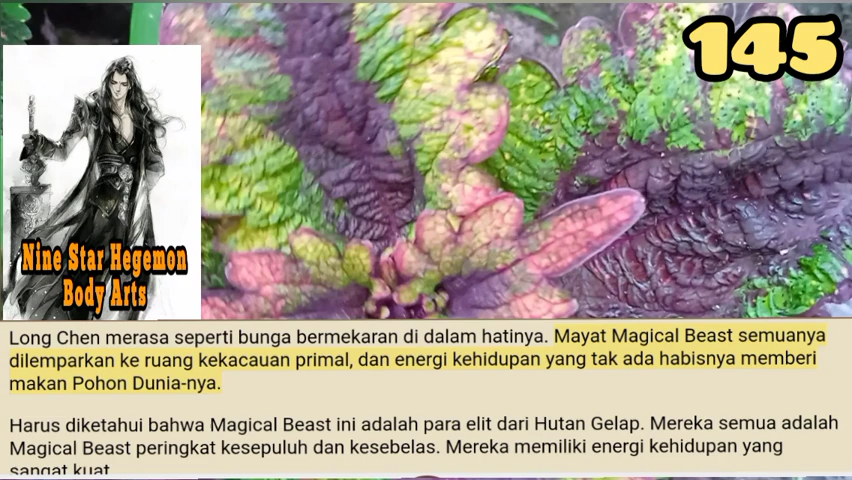 145
Nine Star Hegemon
Body Arts
Long Chen merasa seperti bunga bermekaran di dalam hatinya. Mayat Magical Beast semuanya
dilemparkan ke ruang kekacauan primal, dan energi kehidupan yang tak ada habisnya memberi
makan Pohon Dunia-nya.
Harus diketahui bahwa Magical Beast ini adalah para elit dari Hutan Gelap. Mereka semua adalah
Magical Beast peringkat kesepuluh dan kesebelas. Mereka memiliki energi kehidupan yang
sangat kuat